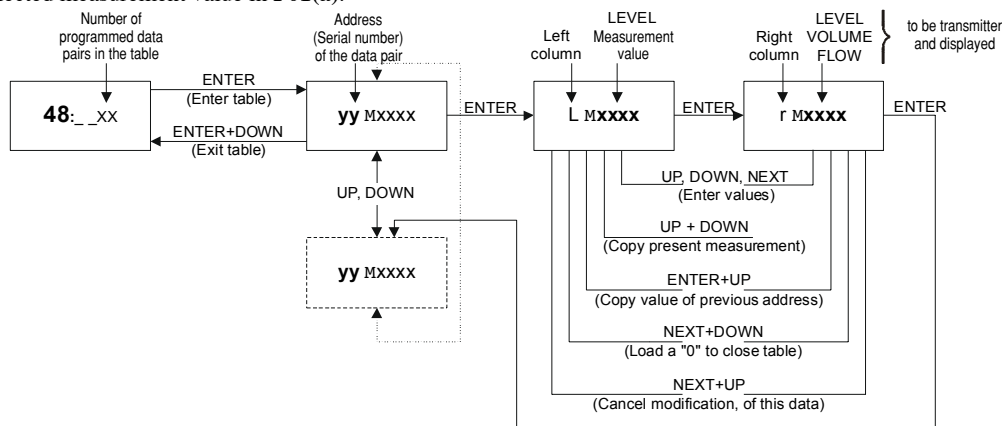 Number of
programmed data
pairs in the table
Address
(Serial number)
of the data pair
Left
column
LEVEL
Measurement
value
Right
column
LEVEL
VOLUME
FLOW
to be transmitter
and displayed
48:_ _XX
ENTER
(Enter table)
ENTER+DOWN
(Exit table)
yy Mxxxx
ENTER
L Mxxxx
ENTER
r Mxxxx
ENTER
UP, DOWN
yy Mxxxx
UP, DOWN, NEXT
(Enter values)
UP + DOWN
(Copy present measurement)
ENTER+UP
(Copy value of previous address)
NEXT+DOWN
(Load a "0" to close table)
NEXT+UP
(Cancel modification, of this data)